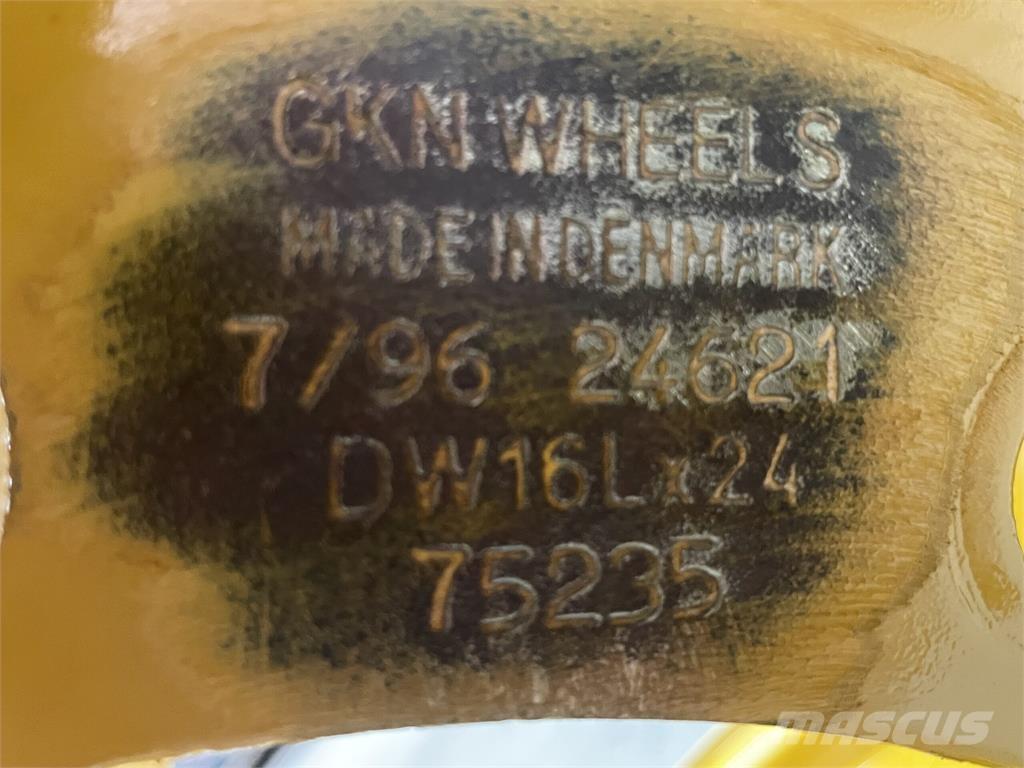 GKN WHEELS
MADE IN DENMARK
7/96 24621
DW16Lx24
75235
MASCUS